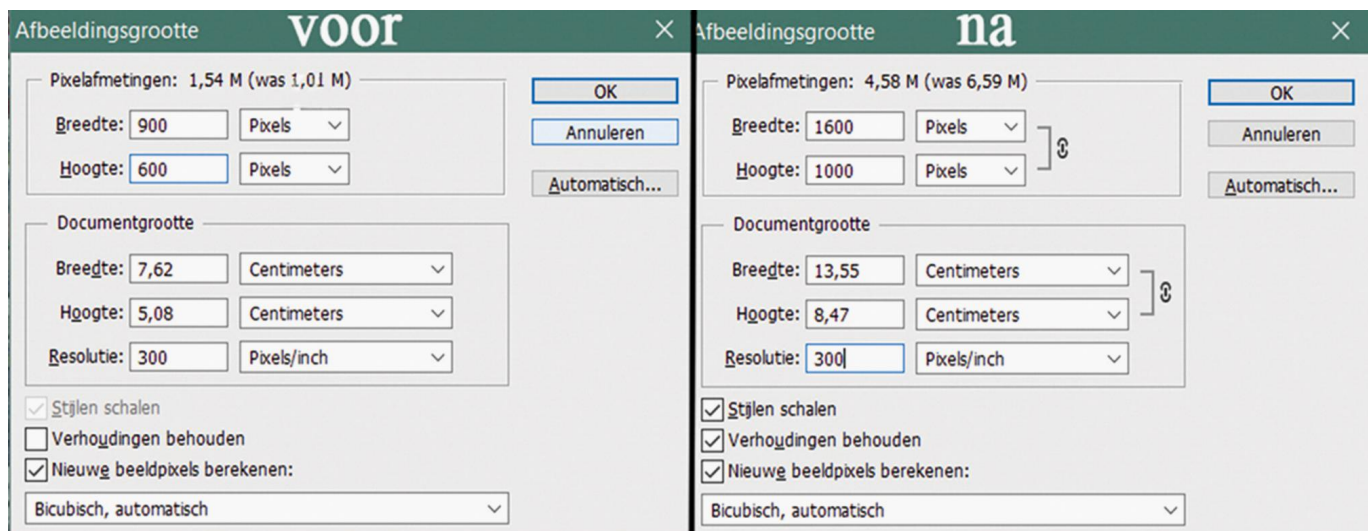 Afbeeldingsgrootte voor
Pixelafmetingen: 1,54 M (was 1,01 M)
Breedte: 900 Pixels
Hoogte: 600 Pixels
OK
Annuleren
Automatisch...
Documentgrootte
Breedte: 7,62 Centimeters
Hoogte: 5,08 Centimeters
Resolutie: 300 Pixels/inch
Stijlen schalen
Verhoudingen behouden
Nieuwe beeldpixels berekenen:
Bicubisch, automatisch
Afbeeldingsgrootte na
Pixelafmetingen: 4,58 M (was 6,59 M)
Breedte: 1600 Pixels
Hoogte: 1000 Pixels
OK
Annuleren
Automatisch...
Documentgrootte
Breedte: 13,55 Centimeters
Hoogte: 8,47 Centimeters
Resolutie: 300 Pixels/inch
Stijlen schalen
Verhoudingen behouden
Nieuwe beeldpixels berekenen:
Bicubisch, automatisch